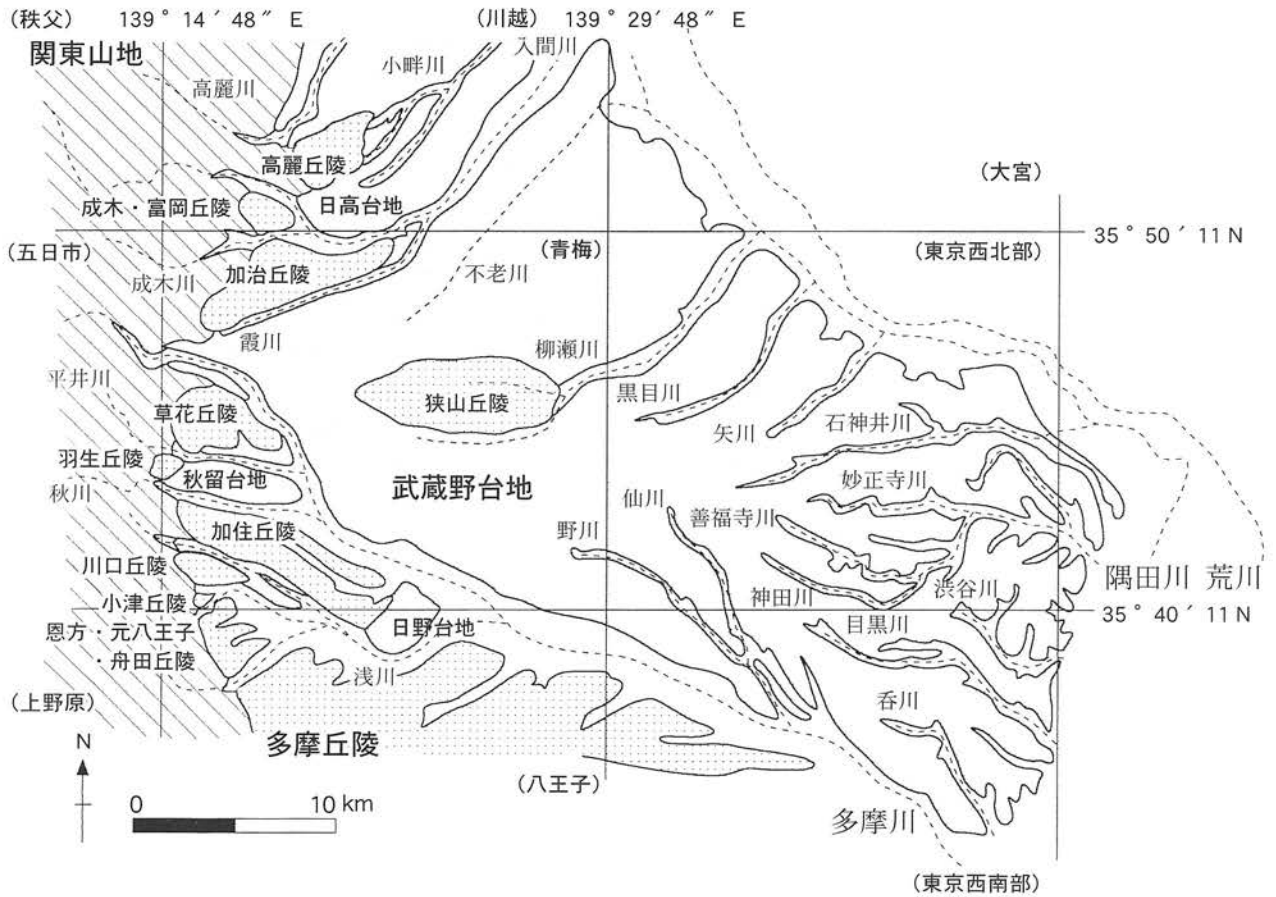 (秩父)
139° 14′ 48″ E
(川越)
139° 29′ 48″ E
関東山地
高麗川
小畔川
入間川
高麗丘陵
(大宮)
成木・富岡丘陵
日高台地
35° 50′ 11 N
(五日市)
(青梅)
(東京西北部)
成木川
加治丘陵
不老川
霞川
柳瀬川
平井川
狭山丘陵
黒目川
草花丘陵
矢川
石神井川
羽生丘陵
秋留台地
武蔵野台地
妙正寺川
秋川
仙川
善福寺川
加住丘陵
野川
川口丘陵
隅田川
荒川
神田川
渋谷川
小津丘陵
35° 40′ 11 N
恩方・元八王子
・舟田丘陵
日野台地
目黒川
浅川
(上野原)
呑川
N
多摩丘陵
(八王子)
0
10 km
多摩川
(東京西南部)